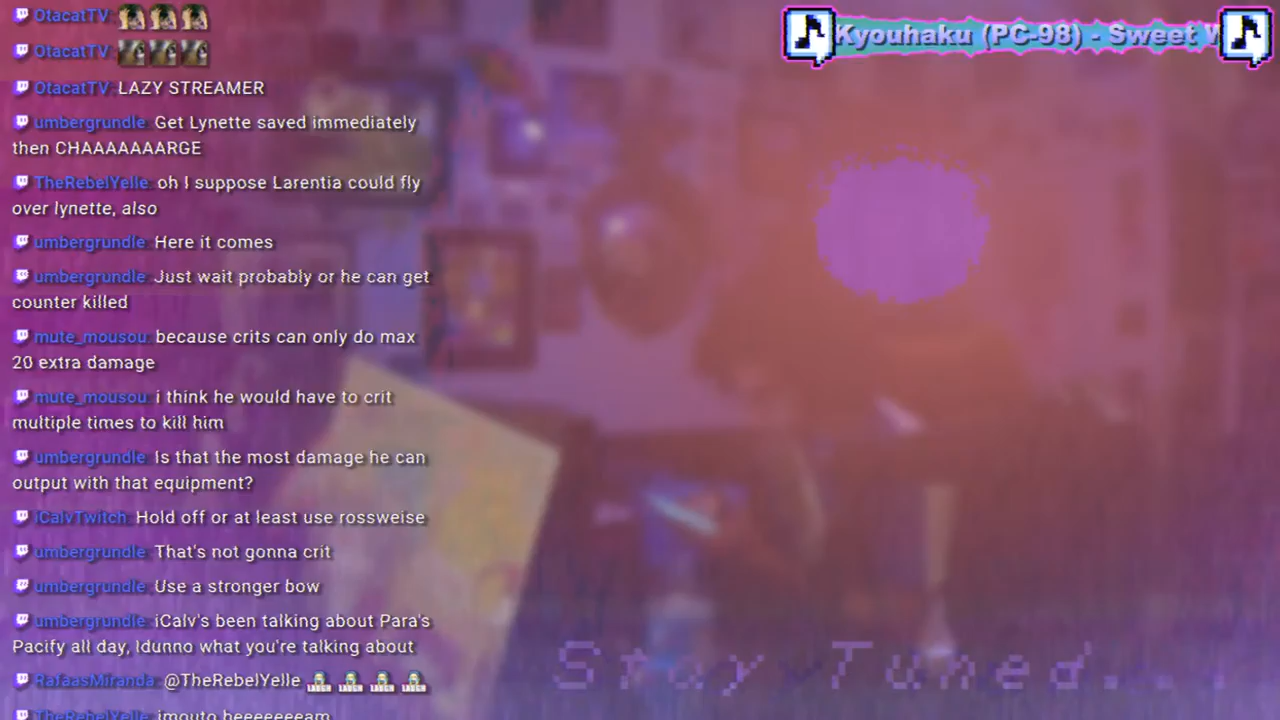 OtacatTV:
OtacatTV:
OtacatTV: LAZY STREAMER
umbergrundle: Get Lynette saved immediately
then CHAAAAAAARGE
TheRebelYelle: oh I suppose Larentia could fly
over lynette, also
umbergrundle: Here it comes
umbergrundle: Just wait probably or he can get
counter killed
mute_mousou: because crits can only do max
20 extra damage
mute_mousou: i think he would have to crit
multiple times to kill him
umbergrundle: Is that the most damage he can
output with that equipment?
iCalvTwitch: Hold off or at least use rossweise
umbergrundle: That's not gonna crit
umbergrundle: Use a stronger bow
umbergrundle: iCalv's been talking about Para's
Pacify all day, Idunno what you're talking about
RafaasMiranda: @TheRebelYelle
TheRebelYelle: imouto beeeeeeeam
Kyouhaku (PC-98) - Sweet
Stay Tuned...